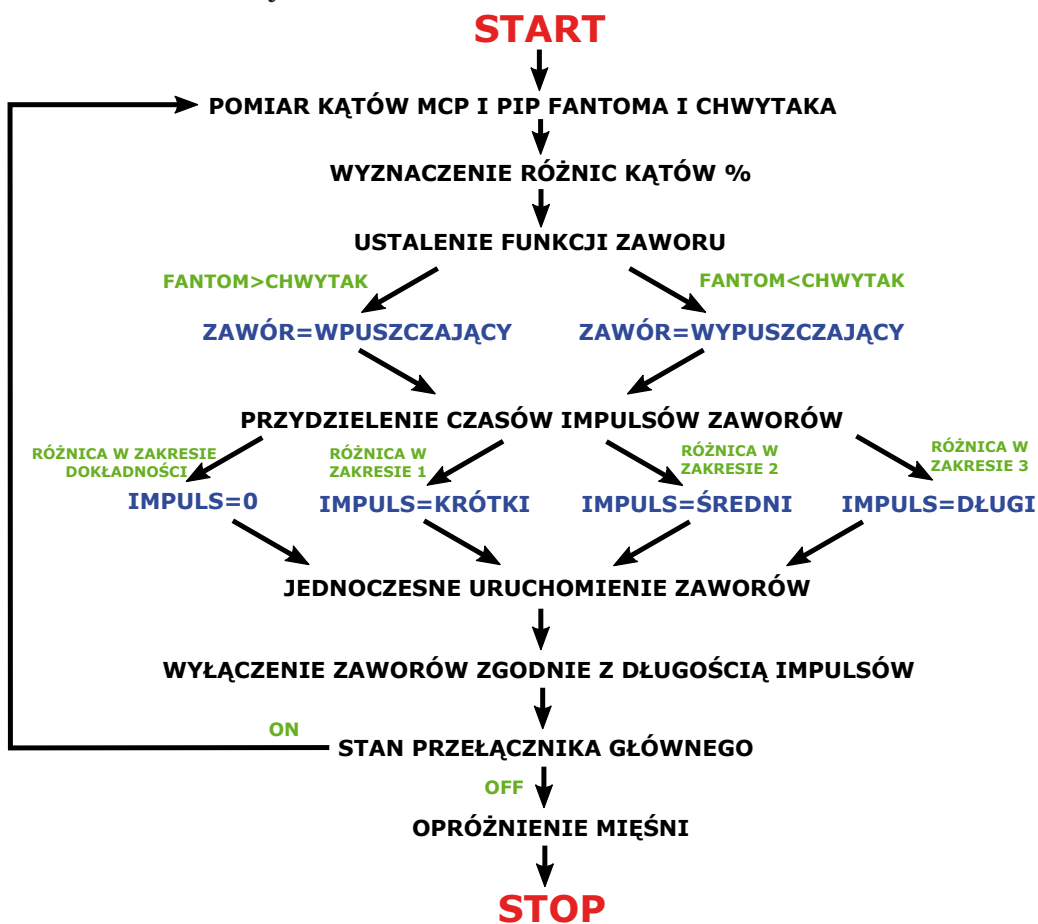 START
POMIAR KĄTÓW MCP I PIP FANTOMA I CHWYTAKA
WYZNACZENIE RÓŻNIC KĄTÓW %
USTALENIE FUNKCJI ZAWORU
FANTOM>CHWYTAK
FANTOM<CHWYTAK
ZAWÓR=WPUSZCZAJĄCY
ZAWÓR=WYPUSZCZAJĄCY
PRZYDZIELENIE CZASÓW IMPULSÓW ZAWORÓW
RÓŻNICA W ZAKRESIE
DOKŁADNOŚCI
RÓŻNICA W
ZAKRESIE 1
RÓŻNICA W
ZAKRESIE 2
RÓŻNICA W
ZAKRESIE 3
IMPULS=0
IMPULS=KRÓTKI
IMPULS=ŚREDNI
IMPULS=DŁUGI
JEDNOCZESNE URUCHOMIENIE ZAWORÓW
WYŁĄCZENIE ZAWORÓW ZGODNIE Z DŁUGOŚCIĄ IMPULSÓW
ON
STAN PRZEŁĄCZNIKA GŁÓWNEGO
OFF
OPRÓŻNIENIE MIĘŚNI
STOP